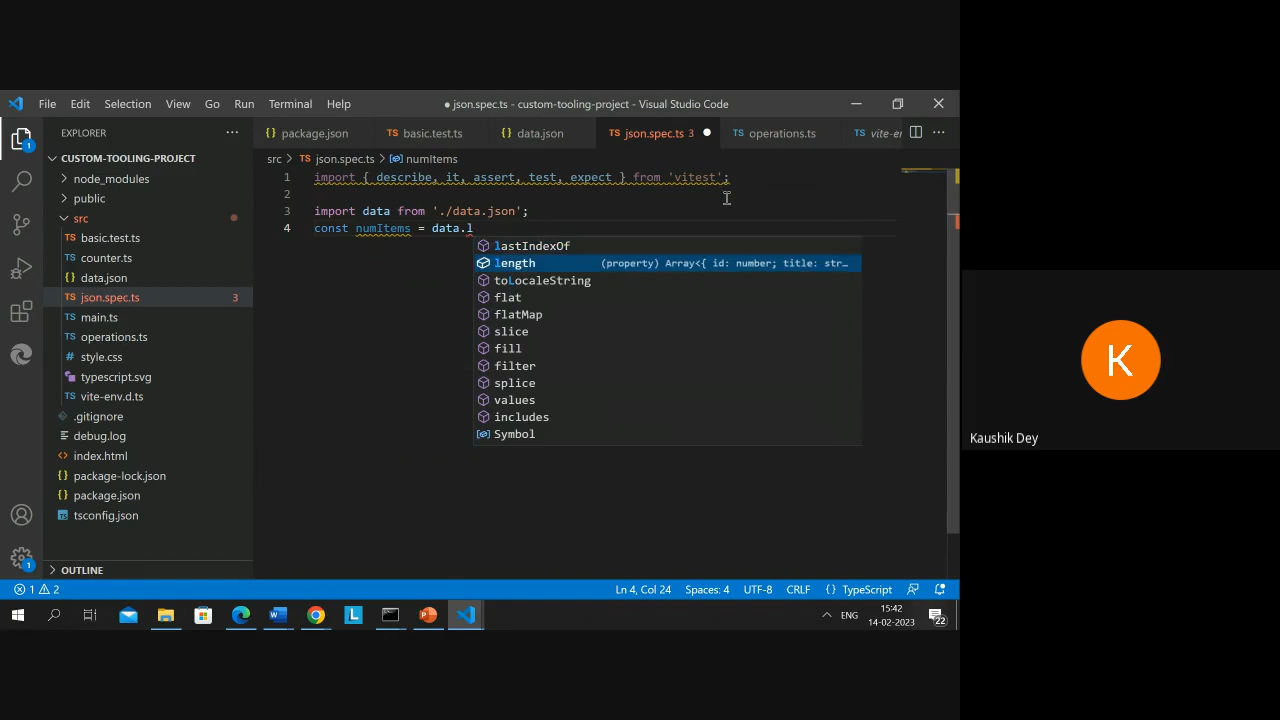 File Edit Selection View Go Run Terminal Help
● json.spec.ts - custom-tooling-project - Visual Studio Code
EXPLORER
package.json
basic.test.ts
data.json
json.spec.ts 3
operations.ts
vite-en
CUSTOM-TOOLING-PROJECT
node_modules
public
src
basic.test.ts
counter.ts
data.json
json.spec.ts 3
main.ts
operations.ts
style.css
typescript.svg
vite-env.d.ts
.gitignore
debug.log
index.html
package-lock.json
package.json
tsconfig.json
OUTLINE
src > json.spec.ts > numItems
1 import { describe, it, assert, test, expect } from 'vitest';
2
3 import data from './data.json';
4 const numItems = data.l
lastIndexOf
length (property) Array<{ id: number; title: str…
toLocaleString
flat
flatMap
slice
fill
filter
splice
values
includes
Symbol
1 2
Ln 4, Col 24 Spaces: 4 UTF-8 CRLF { } TypeScript
ENG
15:42
14-02-2023
22
K
Kaushik Dey